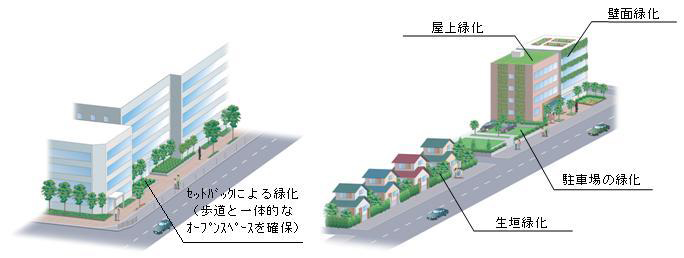 屋上緑化
壁面緑化
ｾｯﾄﾊﾞｯｸによる緑化
（歩道と一体的な
ｵｰﾌﾟﾝｽﾍﾟｰｽを確保）
駐車場の緑化
生垣緑化